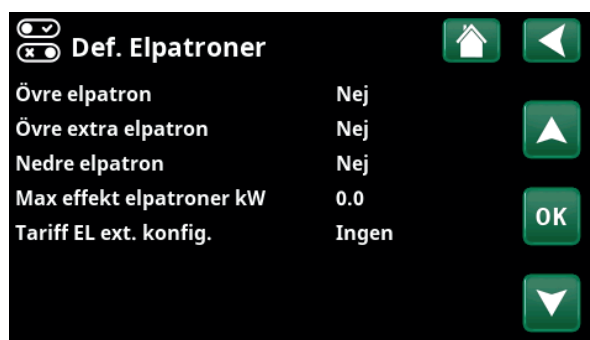 Def. Elpatroner
Övre elpatron Nej
Övre extra elpatron Nej
Nedre elpatron Nej
Max effekt elpatroner kW 0.0
Tariff EL ext. konfig. Ingen
OK